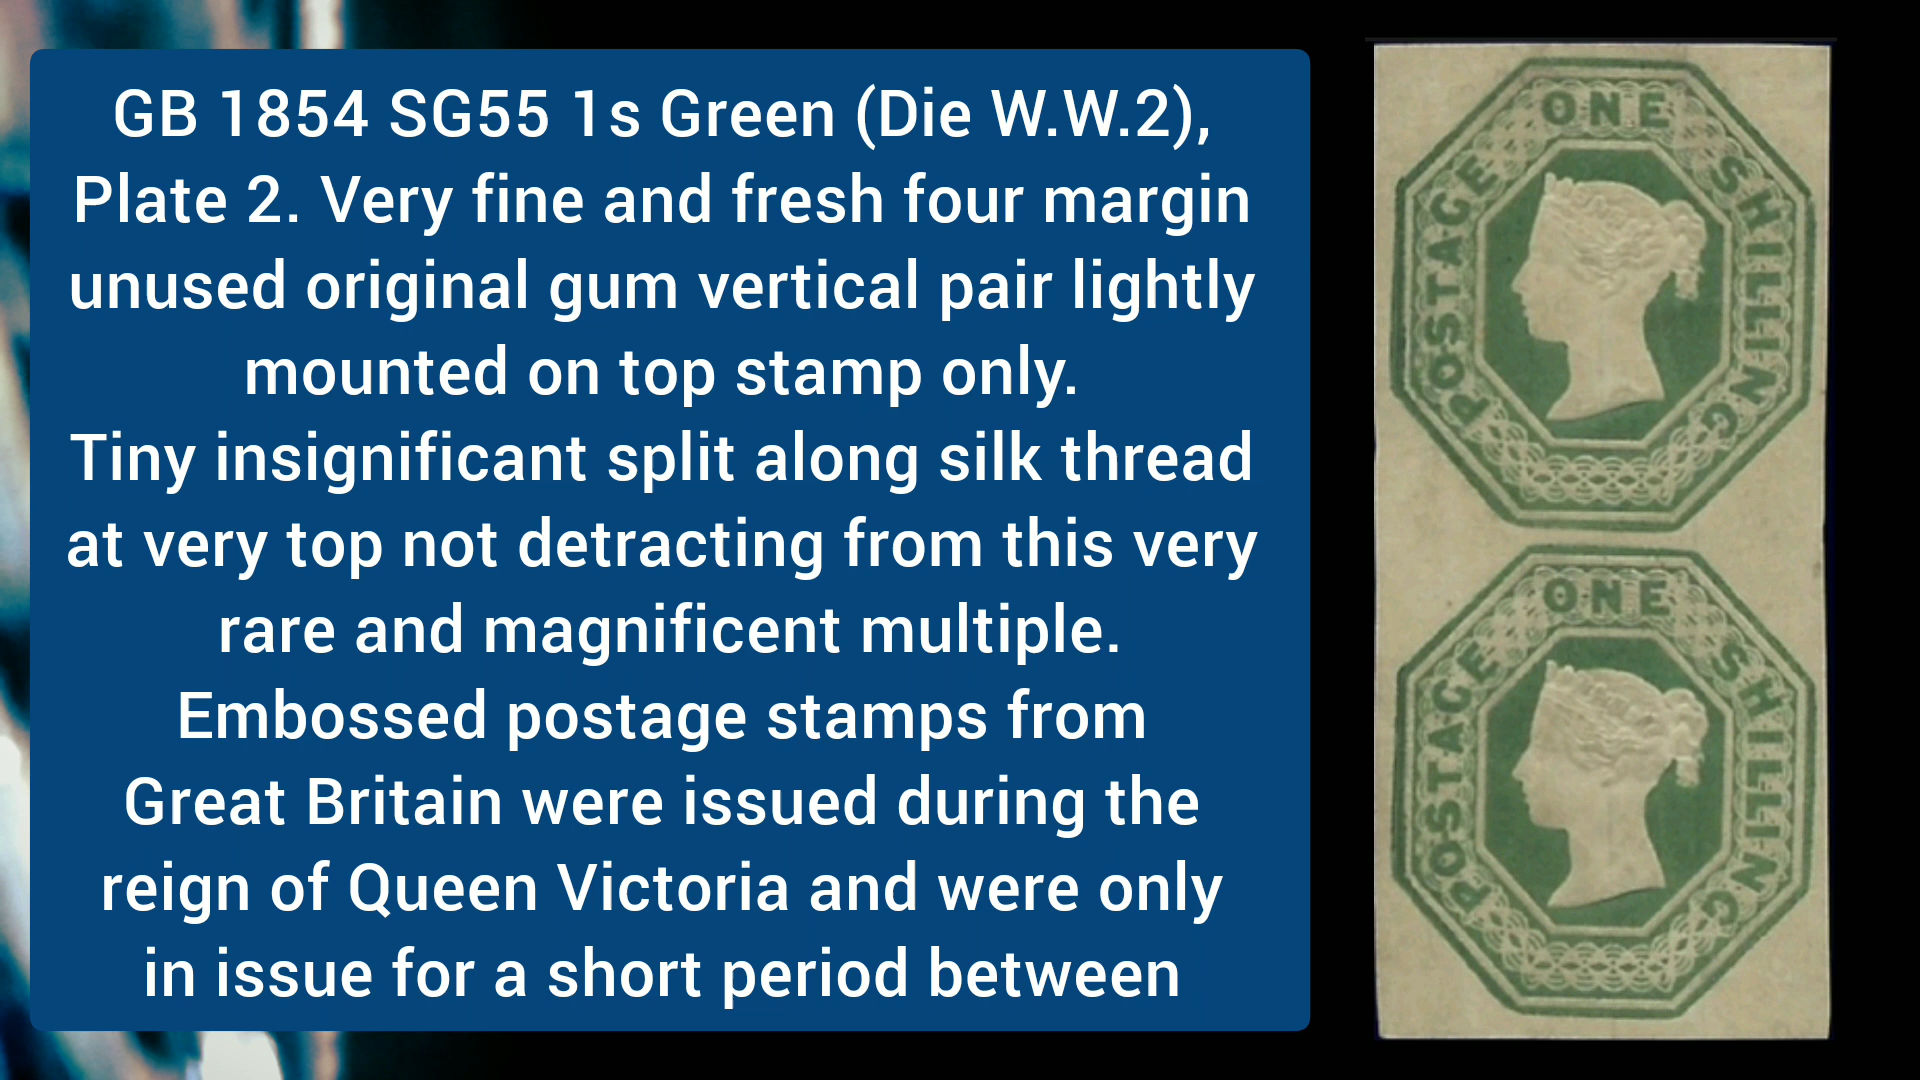 GB 1854 SG55 1s Green (Die W.W.2),
Plate 2. Very fine and fresh four margin
unused original gum vertical pair lightly
mounted on top stamp only.
Tiny insignificant split along silk thread
at very top not detracting from this very
rare and magnificent multiple.
Embossed postage stamps from
Great Britain were issued during the
reign of Queen Victoria and were only
in issue for a short period between
POSTAGE ONE SHILLING
POSTAGE ONE SHILLING